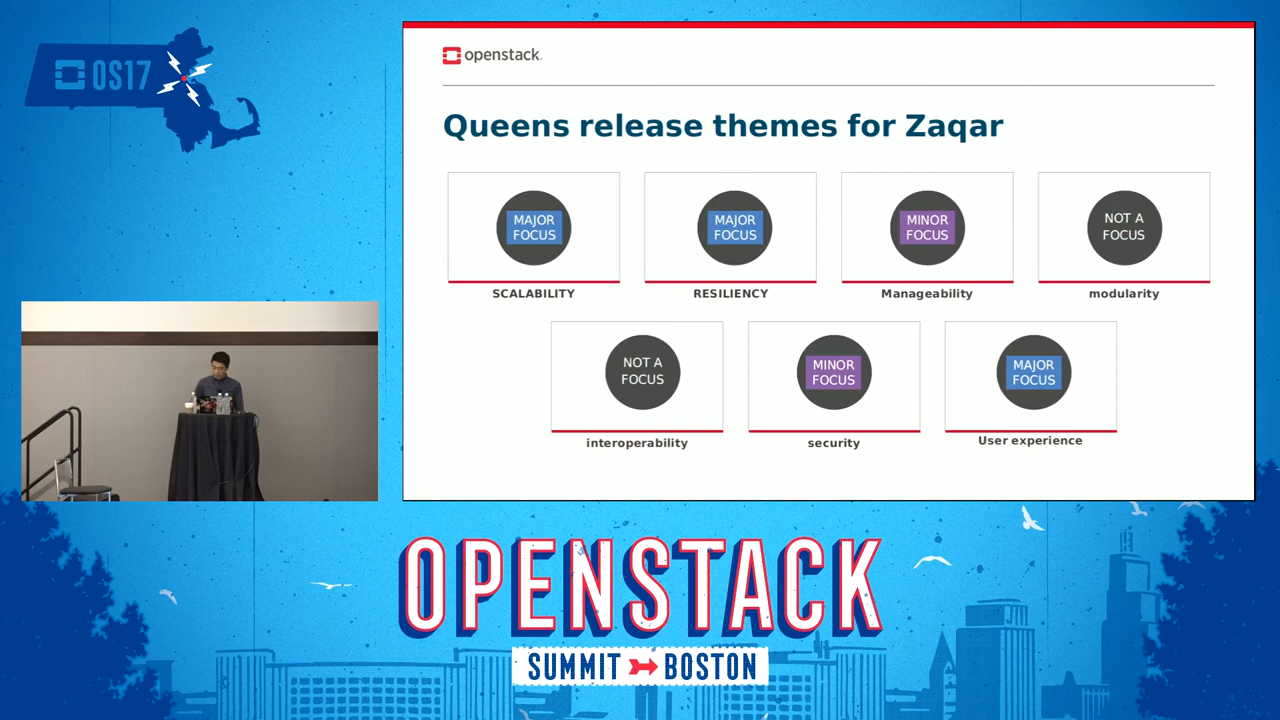 OS17
openstack.
Queens release themes for Zaqar
MAJOR
FOCUS
SCALABILITY
MAJOR
FOCUS
RESILIENCY
MINOR
FOCUS
Manageability
NOT A
FOCUS
modularity
NOT A
FOCUS
interoperability
MINOR
FOCUS
security
MAJOR
FOCUS
User experience
OPENSTACK
SUMMIT BOSTON